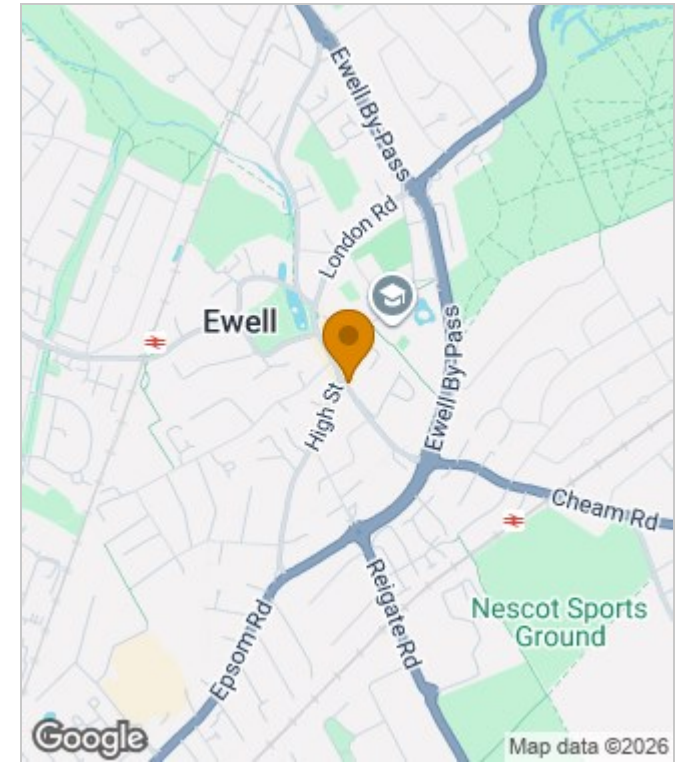 Ewell By-Pass
London Rd
Ewell
High St
Ewell By-Pass
Cheam Rd
Reigate Rd
Epsom Rd
Nescot Sports
Ground
Google
Map data ©2026